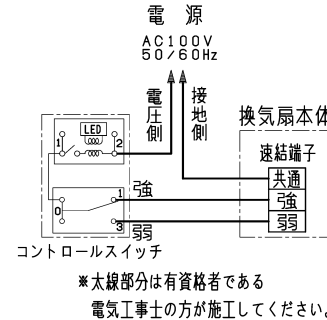 電 源
AC100V
50/60Hz
電圧側
接地側
換気扇本体
速結端子
共通
強
弱
LED
1
2
強
1
0
3
弱
コントロールスイッチ
※太線部分は有資格者である
電気工事士の方が施工してください。